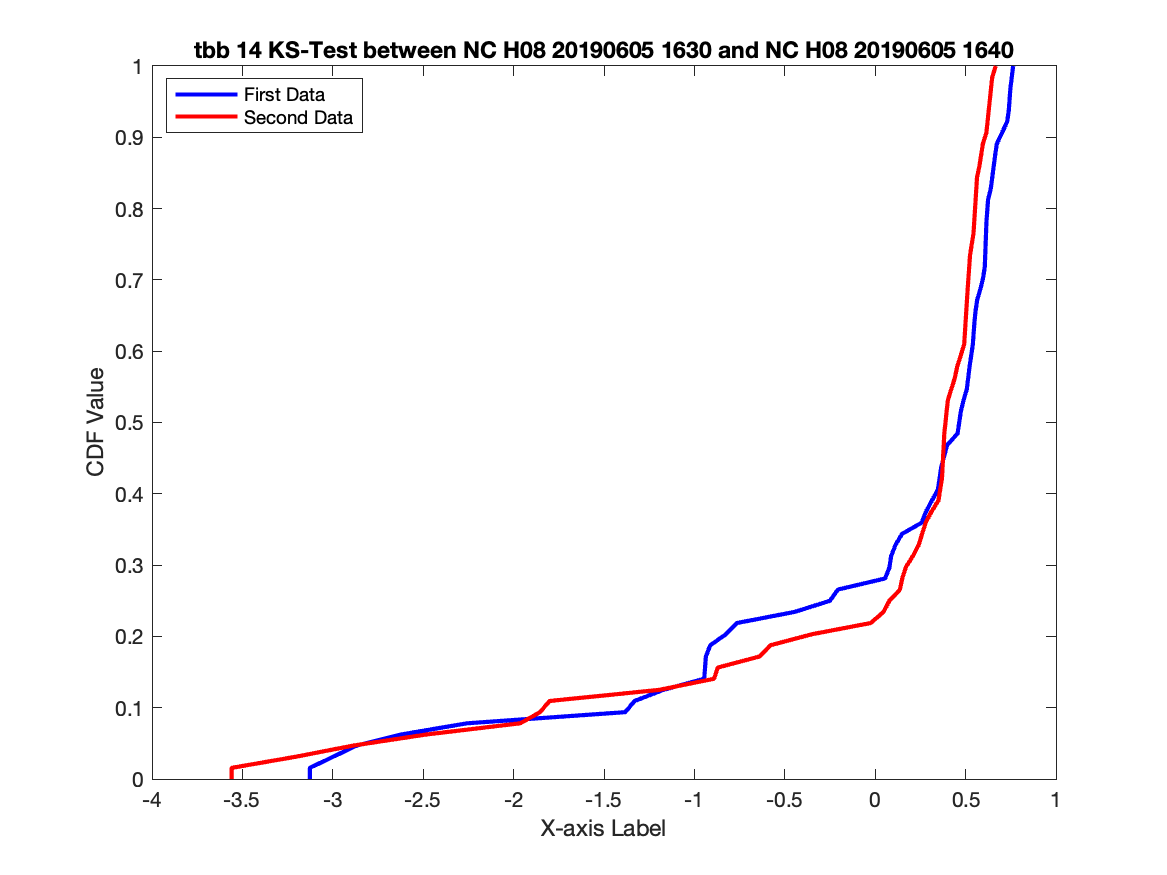 tbb 14 KS-Test between NC H08 20190605 1630 and NC H08 20190605 1640
First Data
Second Data
1
0.9
0.8
0.7
0.6
0.5
0.4
0.3
0.2
0.1
0
CDF Value
-4 -3.5 -3 -2.5 -2 -1.5 -1 -0.5 0 0.5 1
X-axis Label